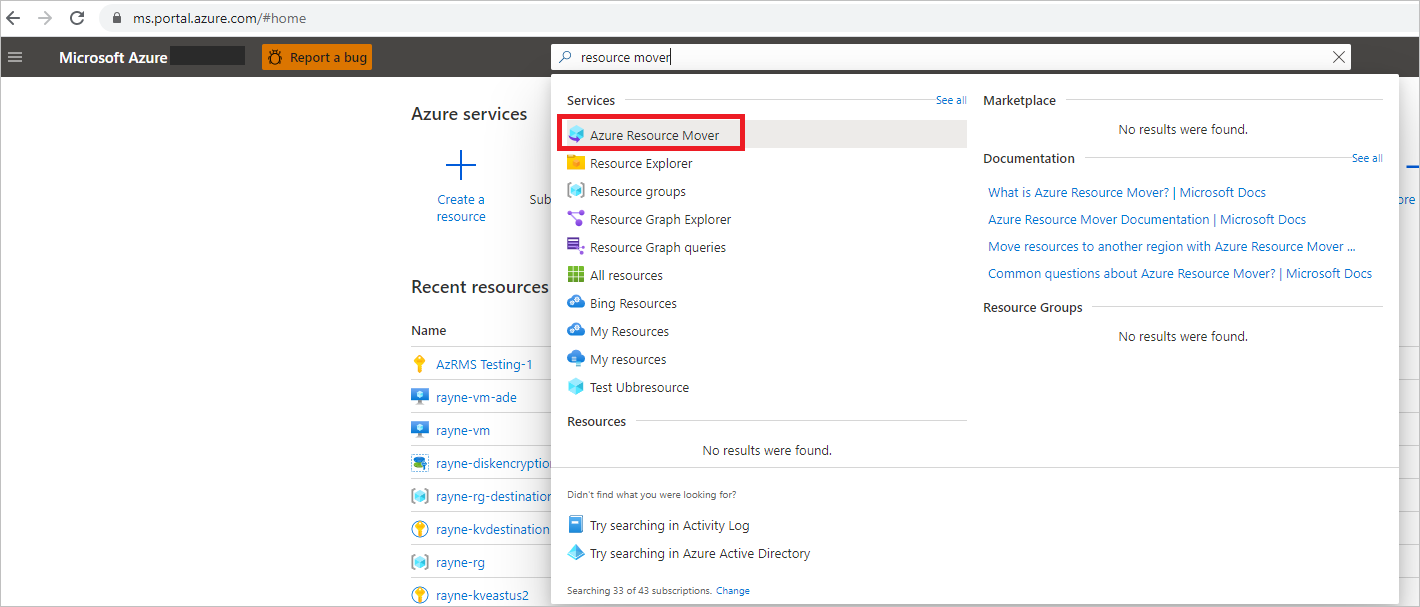 ms.portal.azure.com/#home
Microsoft Azure
Report a bug
resource mover
Azure services
Create a
resource
Sub
Recent resources
Name
AzRMS Testing-1
rayne-vm-ade
rayne-vm
rayne-diskencryption
rayne-rg-destination
rayne-kvdestination
rayne-rg
rayne-kveastus2
Services
See all
Azure Resource Mover
Resource Explorer
Resource groups
Resource Graph Explorer
Resource Graph queries
All resources
Bing Resources
My Resources
My resources
Test Ubbresource
Resources
No results were found.
Marketplace
No results were found.
Documentation
See all
What is Azure Resource Mover? | Microsoft Docs
Azure Resource Mover Documentation | Microsoft Docs
Move resources to another region with Azure Resource Mover ...
Common questions about Azure Resource Mover? | Microsoft Docs
Resource Groups
No results were found.
Didn't find what you were looking for?
Try searching in Activity Log
Try searching in Azure Active Directory
Searching 33 of 43 subscriptions. Change
ore